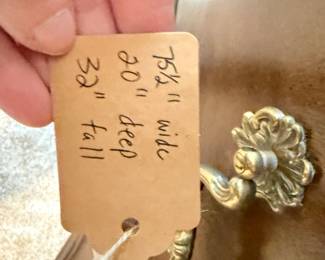 75½" wide
20" deep
32" tall